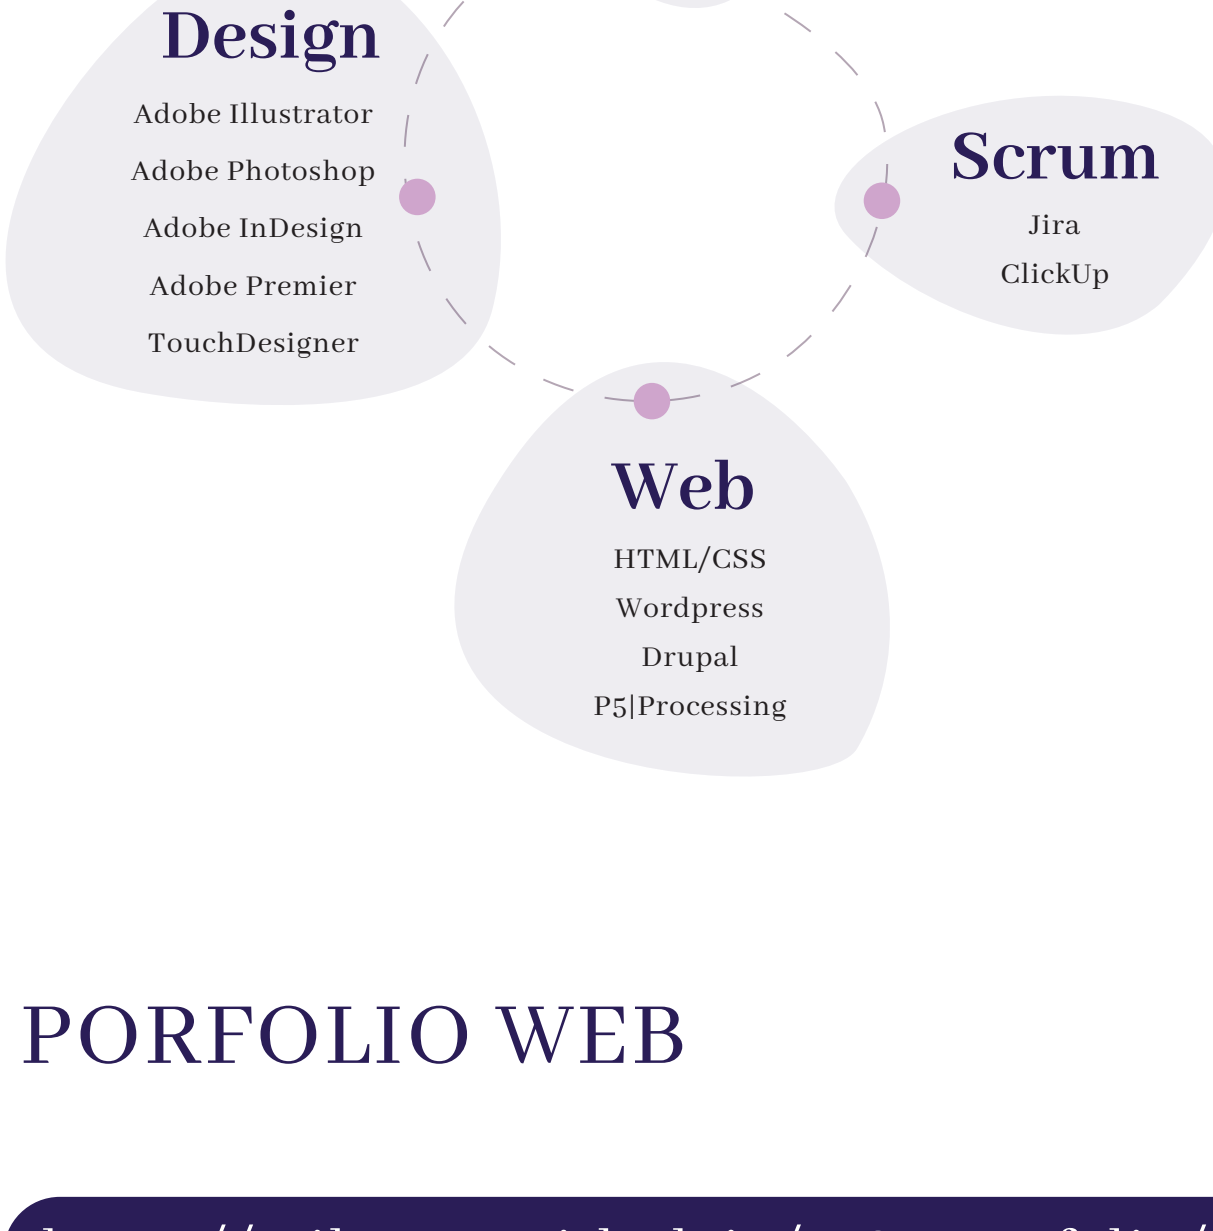 Design
Adobe Illustrator
Adobe Photoshop
Adobe InDesign
Adobe Premier
TouchDesigner
Scrum
Jira
ClickUp
Web
HTML/CSS
Wordpress
Drupal
P5|Processing
PORFOLIO WEB